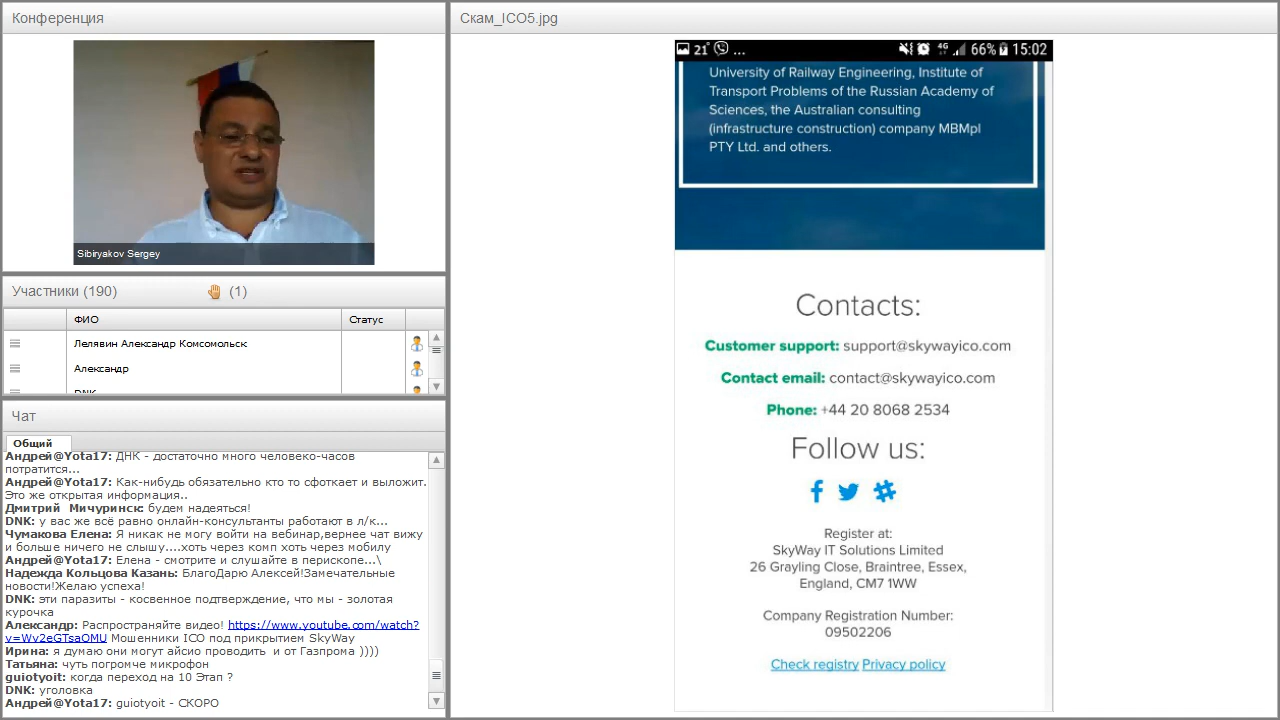 Конференция
Sibiryakov Sergey
Участники (190)
(1)
ФИО
Статус
Лелявин Александр Комсомольск
Александр
DNK
Чат
Общий
Андрей@Yota17: ДНК - достаточно много человеко-часов
потратится...
Андрей@Yota17: Как-нибудь обязательно кто то сфоткает и выложит.
Это же открытая информация..
Дмитрий Мичуринск: будем надеяться!
DNK: у вас же всё равно онлайн-консультанты работают в л/к...
Чумакова Елена: Я никак не могу войти на вебинар,вернее чат вижу
и больше ничего не слышу....хоть через комп хоть через мобилу
Андрей@Yota17: Елена - смотрите и слушайте в перископе...\
Надежда Кольцова Казань: БлагоДарю Алексей!Замечательные
новости!Желаю успеха!
DNK: эти паразиты - косвенное подтверждение, что мы - золотая
курочка
Александр: Распространяйте видео! https://www.youtube.com/watch?
v=Wv2eGTsaOMU Мошенники ICO под прикрытием SkyWay
Ирина: я думаю они могут айсио проводить и от Газпрома ))))
Татьяна: чуть погромче микрофон
guiotyoit: когда переход на 10 Этап ?
DNK: уголовка
Андрей@Yota17: guiotyoit - СКОРО
Скам_ICO5.jpg
21° ... 4G 66% 15:02
University of Railway Engineering, Institute of
Transport Problems of the Russian Academy of
Sciences, the Australian consulting
(infrastructure construction) company MBMpl
PTY Ltd. and others.
Contacts:
Customer support: support@skywayico.com
Contact email: contact@skywayico.com
Phone: +44 20 8068 2534
Follow us:
Register at:
SkyWay IT Solutions Limited
26 Grayling Close, Braintree, Essex,
England, CM7 1WW
Company Registration Number:
09502206
Check registry Privacy policy